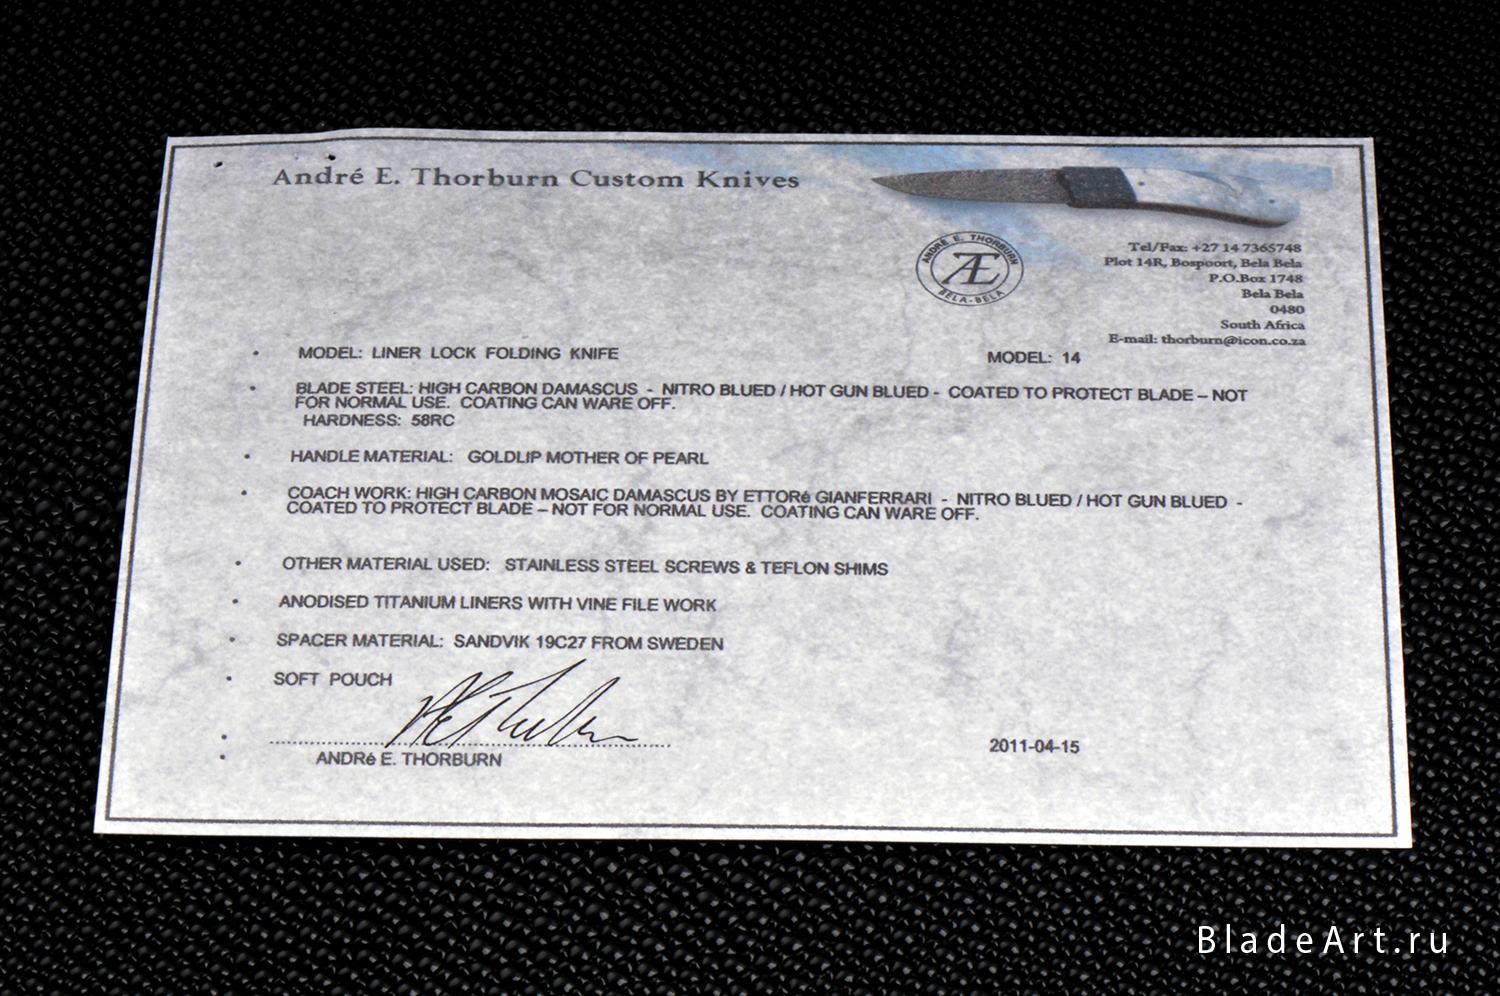 André E. Thorburn Custom Knives
ANDRÉ E. THORBURN
ÆT
BELA-BELA
Tel/Fax: +27 14 7365748
Plot 14R, Bospoort, Bela Bela
P.O.Box 1748
Bela Bela
0480
South Africa
E-mail: thorburn@icon.co.za
• MODEL: LINER LOCK FOLDING KNIFE MODEL: 14
• BLADE STEEL: HIGH CARBON DAMASCUS - NITRO BLUED / HOT GUN BLUED - COATED TO PROTECT BLADE – NOT
FOR NORMAL USE. COATING CAN WARE OFF.
HARDNESS: 58RC
• HANDLE MATERIAL: GOLDLIP MOTHER OF PEARL
• COACH WORK: HIGH CARBON MOSAIC DAMASCUS BY ETTORé GIANFERRARI - NITRO BLUED / HOT GUN BLUED -
COATED TO PROTECT BLADE – NOT FOR NORMAL USE. COATING CAN WARE OFF.
• OTHER MATERIAL USED: STAINLESS STEEL SCREWS & TEFLON SHIMS
• ANODISED TITANIUM LINERS WITH VINE FILE WORK
• SPACER MATERIAL: SANDVIK 19C27 FROM SWEDEN
• SOFT POUCH
• AEThorburn
• ANDRé E. THORBURN 2011-04-15
BladeArt.ru